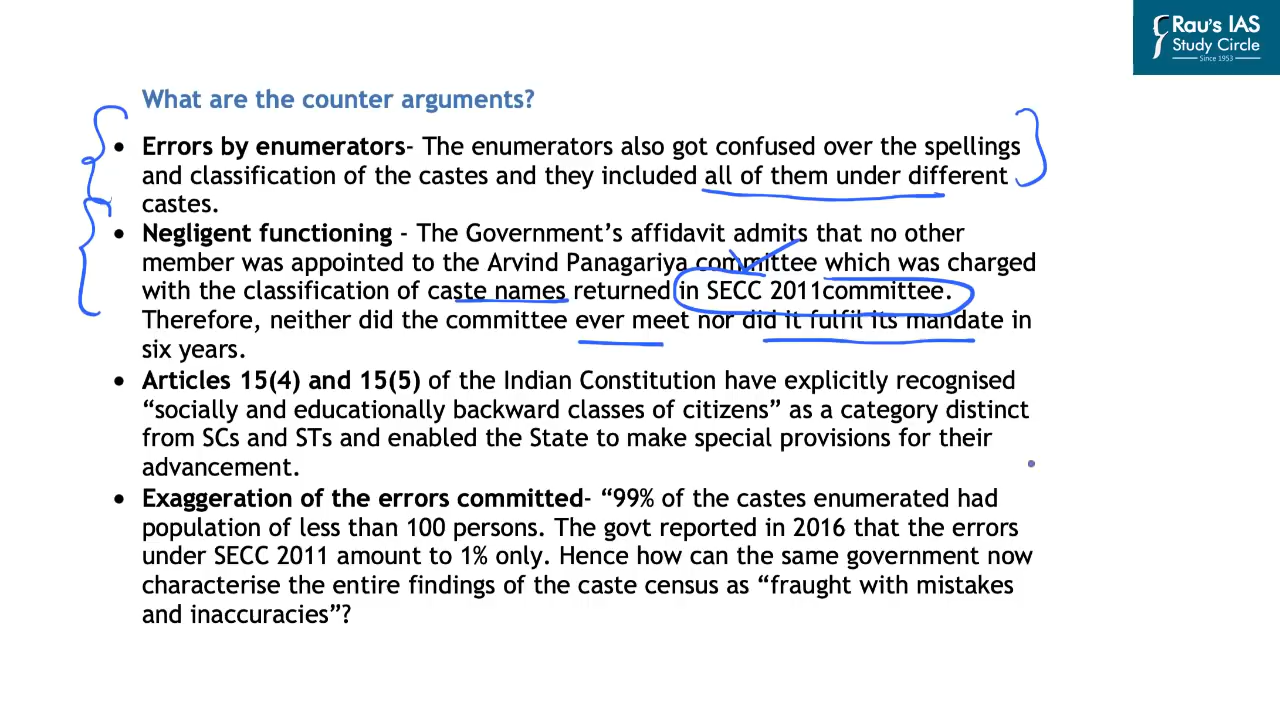 Rau's IAS
Study Circle
Since 1953
What are the counter arguments?
• Errors by enumerators- The enumerators also got confused over the spellings
and classification of the castes and they included all of them under different
castes.
• Negligent functioning - The Government's affidavit admits that no other
member was appointed to the Arvind Panagariya committee which was charged
with the classification of caste names returned in SECC 2011committee.
Therefore, neither did the committee ever meet nor did it fulfil its mandate in
six years.
• Articles 15(4) and 15(5) of the Indian Constitution have explicitly recognised
“socially and educationally backward classes of citizens” as a category distinct
from SCs and STs and enabled the State to make special provisions for their
advancement.
• Exaggeration of the errors committed- “99% of the castes enumerated had
population of less than 100 persons. The govt reported in 2016 that the errors
under SECC 2011 amount to 1% only. Hence how can the same government now
characterise the entire findings of the caste census as “fraught with mistakes
and inaccuracies”?